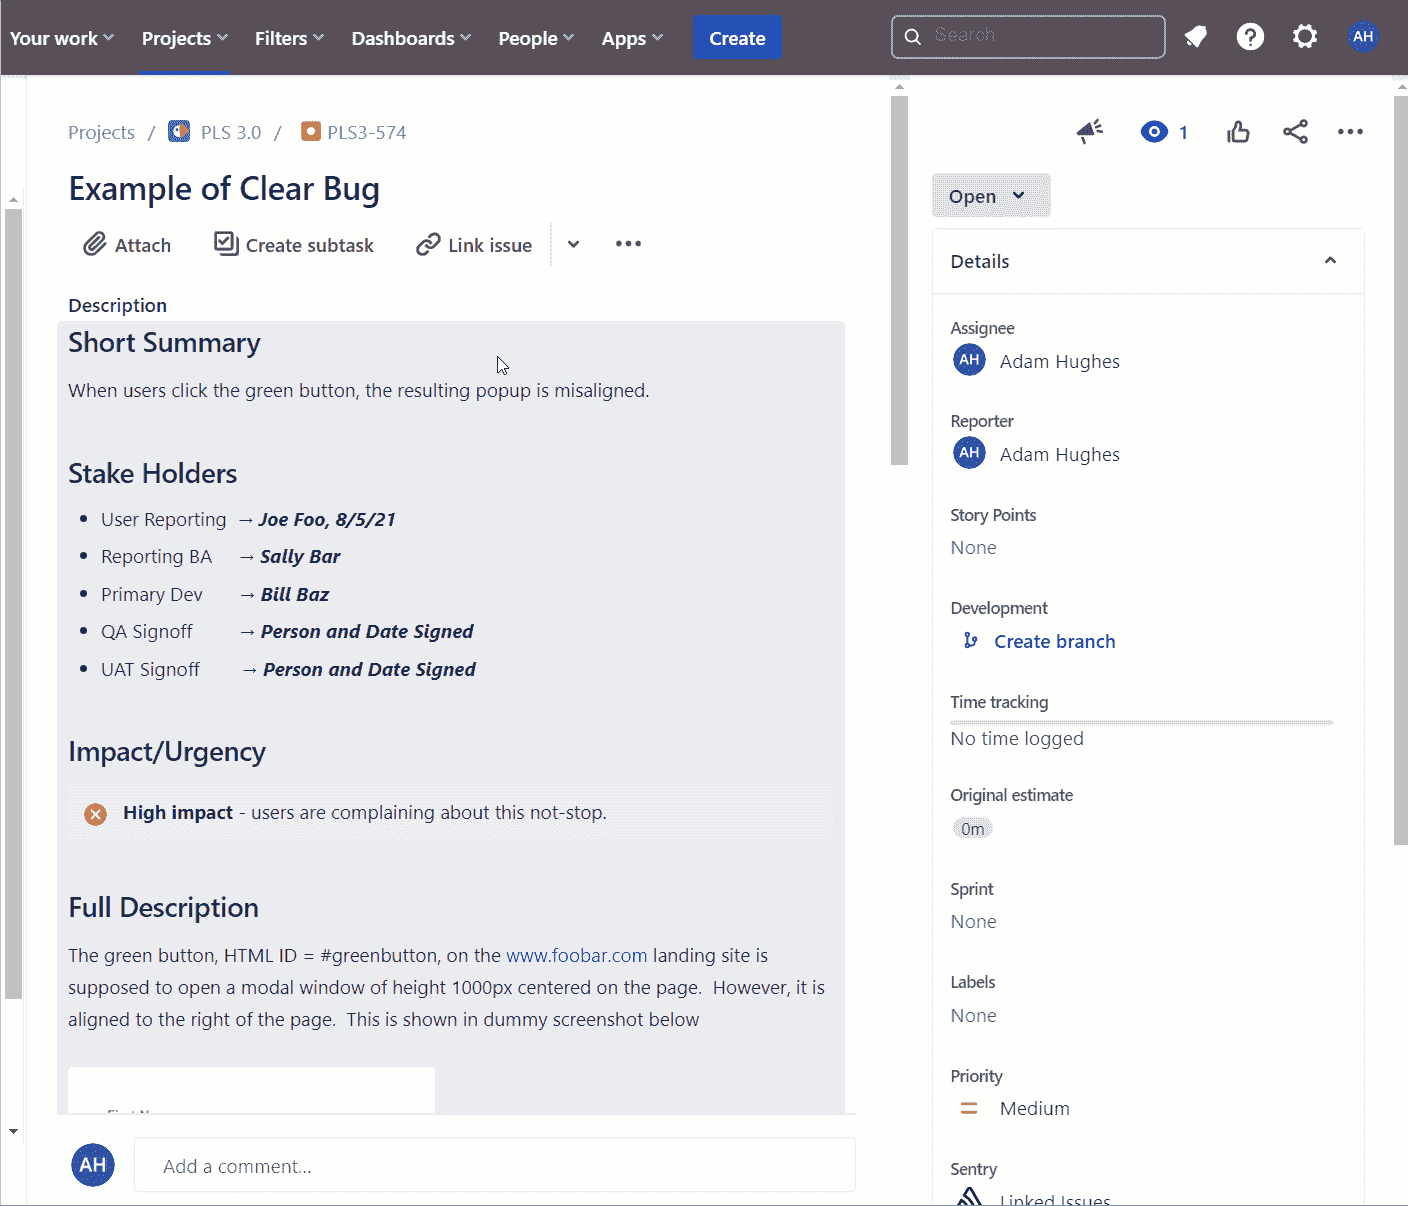 Your work Projects Filters Dashboards People Apps Create Search AH
Projects / PLS 3.0 / PLS3-574
1
Example of Clear Bug
Attach Create subtask Link issue
Open
Description
Short Summary
When users click the green button, the resulting popup is misaligned.
Stake Holders
User Reporting → Joe Foo, 8/5/21
Reporting BA → Sally Bar
Primary Dev → Bill Baz
QA Signoff → Person and Date Signed
UAT Signoff → Person and Date Signed
Impact/Urgency
High impact - users are complaining about this not-stop.
Full Description
The green button, HTML ID = #greenbutton, on the www.foobar.com landing site is
supposed to open a modal window of height 1000px centered on the page. However, it is
aligned to the right of the page. This is shown in dummy screenshot below
AH Add a comment...
Details
Assignee
AH Adam Hughes
Reporter
AH Adam Hughes
Story Points
None
Development
Create branch
Time tracking
No time logged
Original estimate
0m
Sprint
None
Labels
None
Priority
Medium
Sentry
Linked Issues